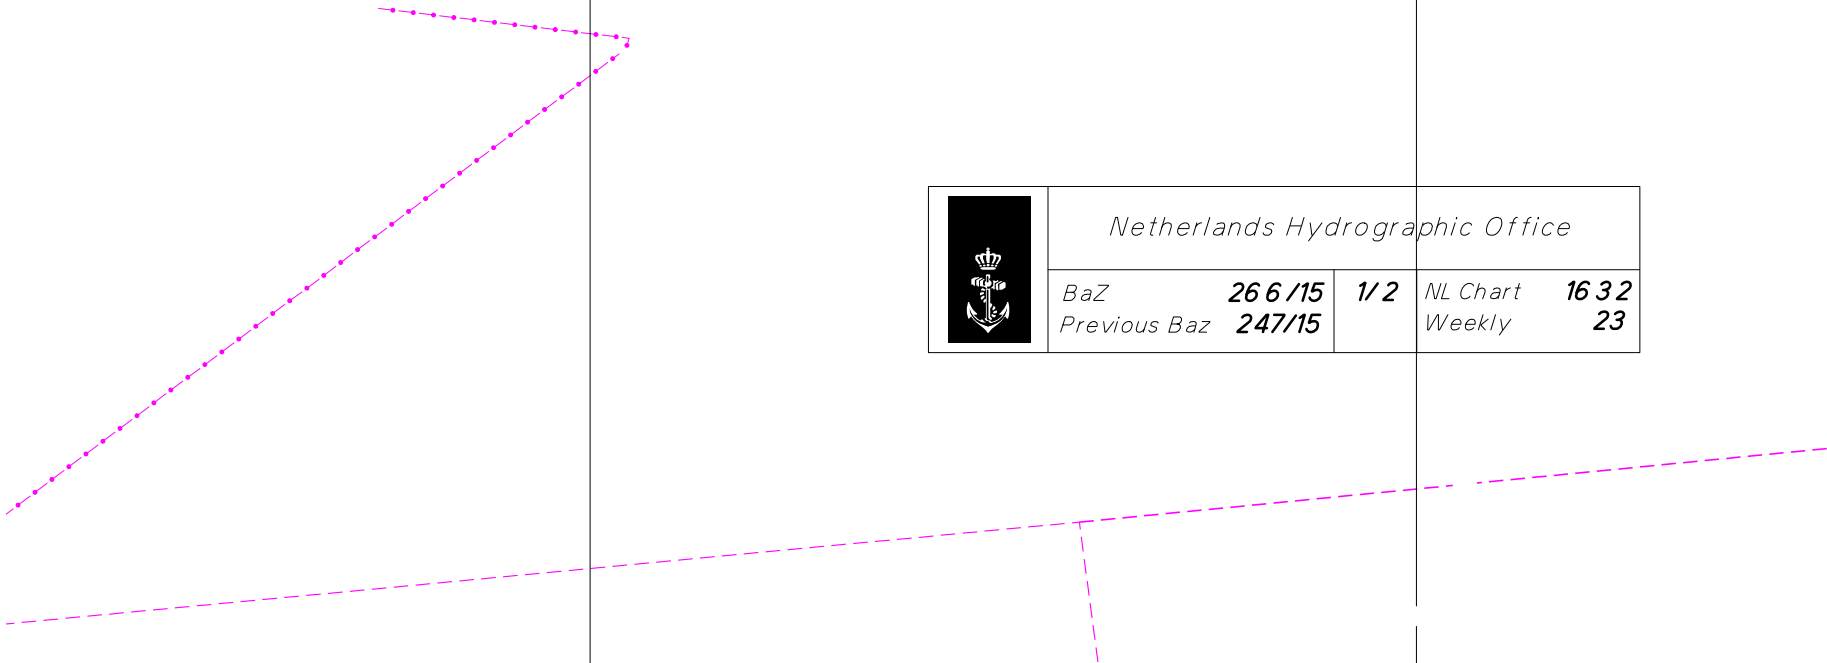 Netherlands Hydrographic Office
BaZ 266/15 1/2 NL Chart 1632
Previous Baz 247/15 Weekly 23